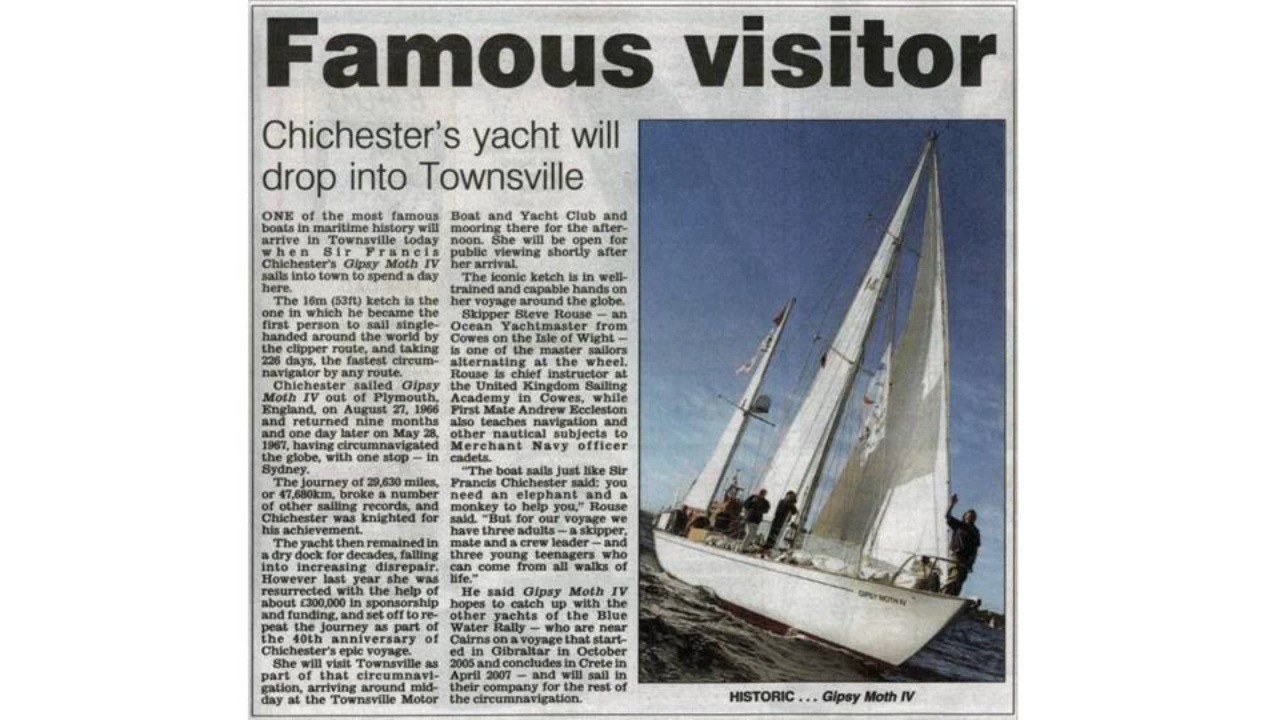 Famous visitor
Chichester's yacht will
drop into Townsville
ONE of the most famous
boats in maritime history will
arrive in Townsville today
when Sir Francis
Chichester's Gipsy Moth IV
sails into town to spend a day
here.
The 16m (53ft) ketch is the
one in which he became the
first person to sail single-
handed around the world by
the clipper route, and taking
226 days, the fastest circum-
navigator by any route.
Chichester sailed Gipsy
Moth IV out of Plymouth,
England, on August 27, 1966
and returned nine months
and one day later on May 28,
1967, having circumnavigated
the globe, with one stop — in
Sydney.
The journey of 29,630 miles,
or 47,680km, broke a number
of other sailing records, and
Chichester was knighted for
his achievement.
The yacht then remained in
a dry dock for decades, falling
into increasing disrepair.
However last year she was
resurrected with the help of
about £300,000 in sponsorship
and funding, and set off to re-
peat the journey as part of
the 40th anniversary of
Chichester's epic voyage.
She will visit Townsville as
part of that circumnavi-
gation, arriving around mid-
day at the Townsville Motor
Boat and Yacht Club and
mooring there for the after-
noon. She will be open for
public viewing shortly after
her arrival.
The iconic ketch is in well-
trained and capable hands on
her voyage around the globe.
Skipper Steve Rouse — an
Ocean Yachtmaster from
Cowes on the Isle of Wight —
is one of the master sailors
alternating at the wheel.
Rouse is chief instructor at
the United Kingdom Sailing
Academy in Cowes, while
First Mate Andrew Eccleston
also teaches navigation and
other nautical subjects to
Merchant Navy officer
cadets.
"The boat sails just like Sir
Francis Chichester said: you
need an elephant and a
monkey to help you," Rouse
said. "But for our voyage we
have three adults — a skipper,
mate and a crew leader — and
three young teenagers who
can come from all walks of
life."
He said Gipsy Moth IV
hopes to catch up with the
other yachts of the Blue
Water Rally — who are near
Cairns on a voyage that start-
ed in Gibraltar in October
2005 and concludes in Crete in
April 2007 — and will sail in
their company for the rest of
the circumnavigation.
GIPSY MOTH IV
HISTORIC . . . Gipsy Moth IV